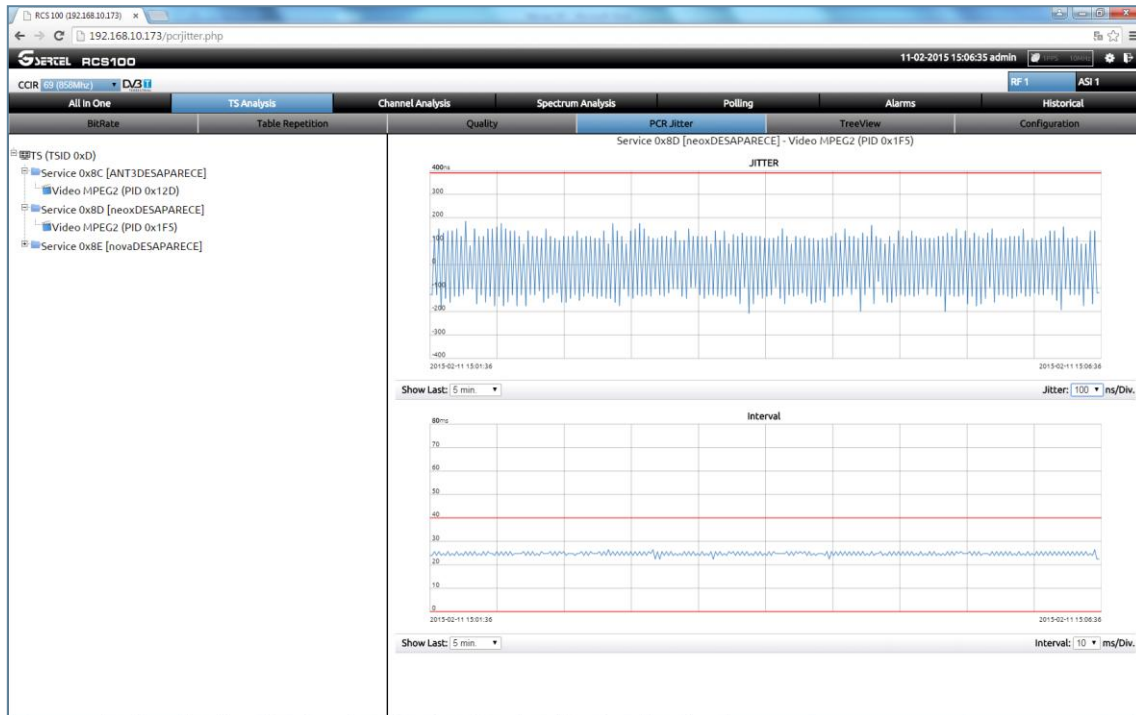 RCS 100 (192.168.10.173) ×
192.168.10.173/pcrjitter.php
SERTEL RCS100
11-02-2015 15:06:35 admin
1PPS 10MHz
CCIR 69 (858Mhz) DVB T
RF 1 ASI 1
All In One TS Analysis Channel Analysis Spectrum Analysis Polling Alarms Historical
BitRate Table Repetition Quality PCR Jitter TreeView Configuration
TS (TSID 0xD)
Service 0x8C [ANT3DESAPARECE]
Video MPEG2 (PID 0x12D)
Service 0x8D [neoxDESAPARECE]
Video MPEG2 (PID 0x1F5)
Service 0x8E [novaDESAPARECE]
Service 0x8D [neoxDESAPARECE] - Video MPEG2 (PID 0x1F5)
JITTER
400ns
300
200
100
0
-100
-200
-300
-400
2015-02-11 15:01:36 2015-02-11 15:06:36
Show Last: 5 min. Jitter: 100 ns/Div.
Interval
80ms
70
60
50
40
30
20
10
0
2015-02-11 15:01:36 2015-02-11 15:06:36
Show Last: 5 min. Interval: 10 ms/Div.